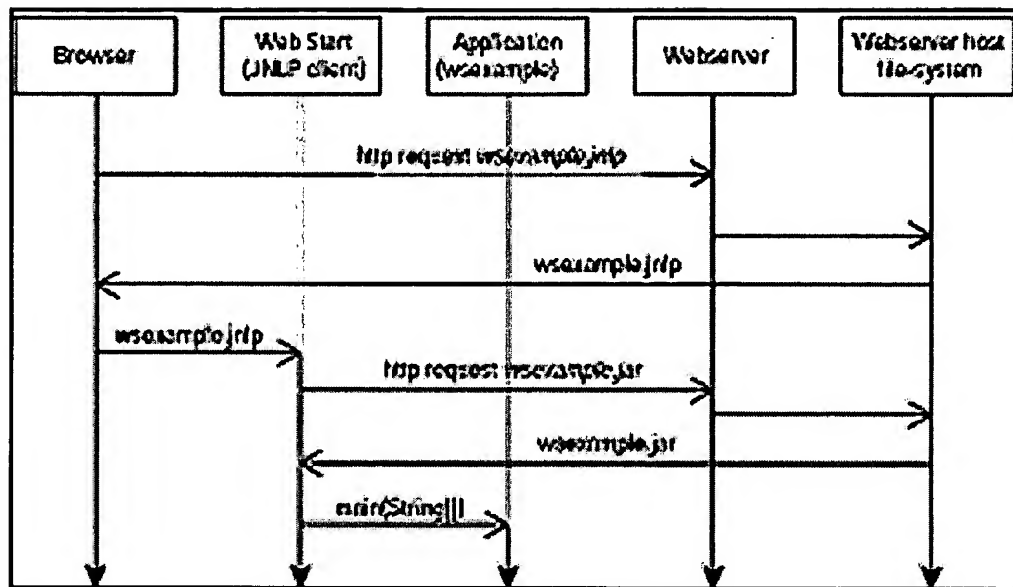 Browser
Web Start
(JNLP client)
Application
(wsexample)
Webserver
Webserver host
file-system
http request wsexample.jnlp
wsexample.jnlp
wsexample.jnlp
http request wsexample.jar
wsexample.jar
main(String[])